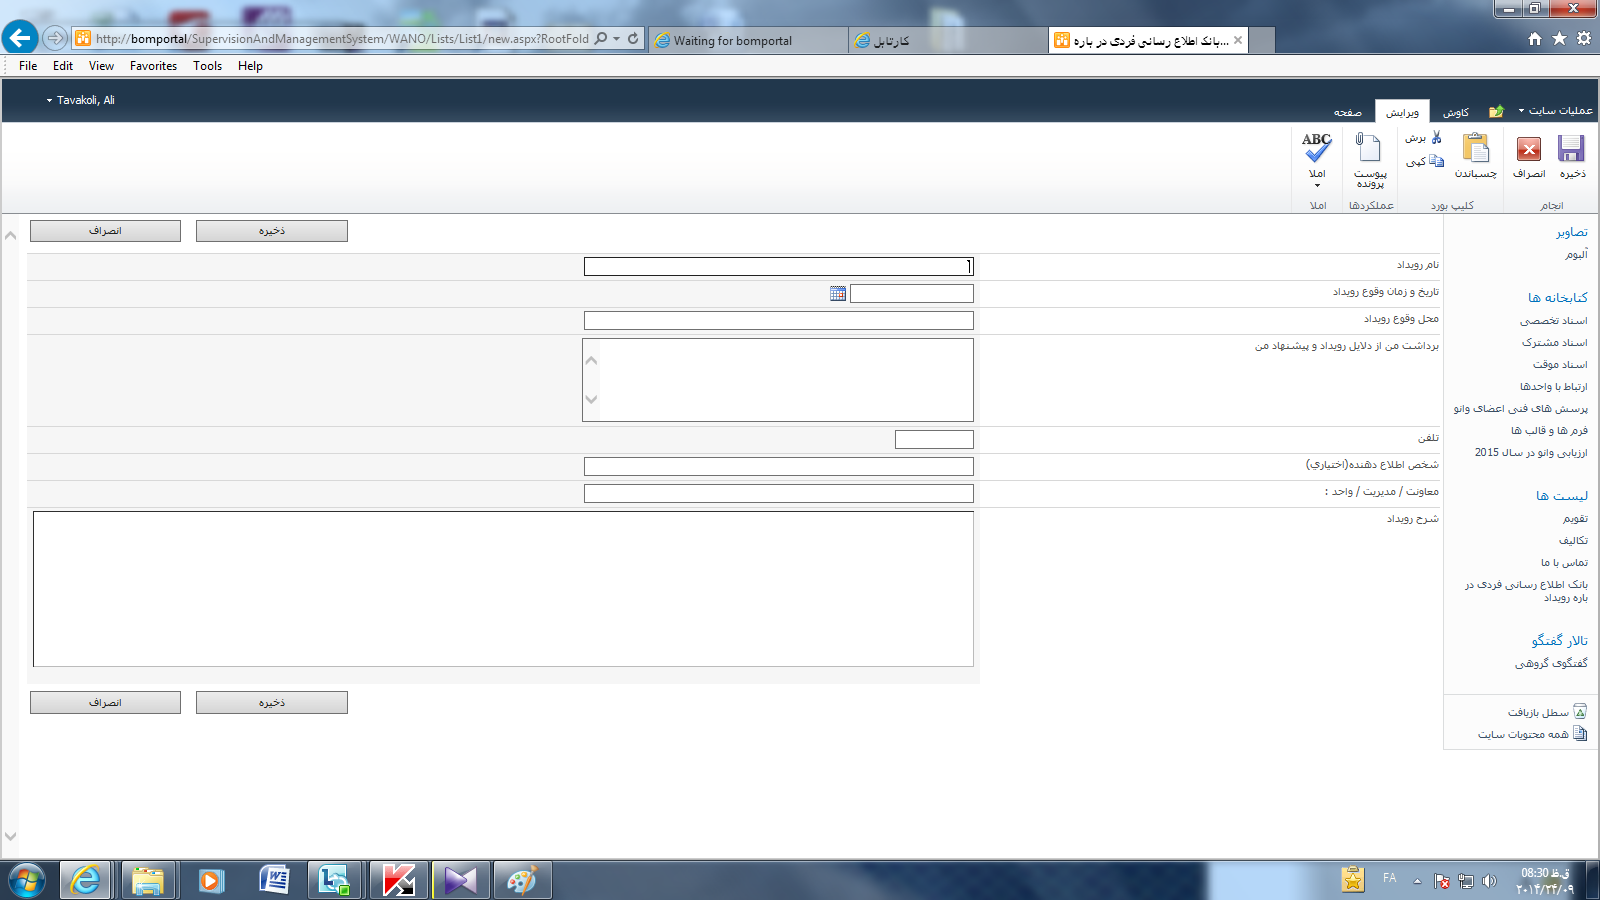 http://bomportal/SupervisionAndManagementSystem/WANO/Lists/List1/new.aspx?RootFold
Waiting for bomportal
کارتابل
بانک اطلاع رسانی فردی در باره...
File Edit View Favorites Tools Help
Tavakoli, Ali
عملیات سایت
کاوش
ویرایش
صفحه
ذخیره
انصراف
انجام
چسباندن
برش
کپی
کلیپ بورد
پیوست
پرونده
عملکردها
ABC
املا
املا
ذخیره
انصراف
نام رویداد
تاریخ و زمان وقوع رویداد
محل وقوع رویداد
برداشت من از دلایل رویداد و پیشنهاد من
تلفن
شخص اطلاع دهنده(اختیاري)
معاونت / مدیریت / واحد :
شرح رویداد
ذخیره
انصراف
تصاویر
آلبوم
کتابخانه ها
اسناد تخصصی
اسناد مشترک
اسناد موقت
ارتباط با واحدها
پرسش های فنی اعضای وانو
فرم ها و قالب ها
ارزیابی وانو در سال 2015
لیست ها
تقویم
تکالیف
تماس با ما
بانک اطلاع رسانی فردی در
باره رویداد
تالار گفتگو
گفتگوی گروهی
سطل بازیافت
همه محتویات سایت
FA
08:30 ق.ظ
۲۰۱۴/۲۴/۰۹